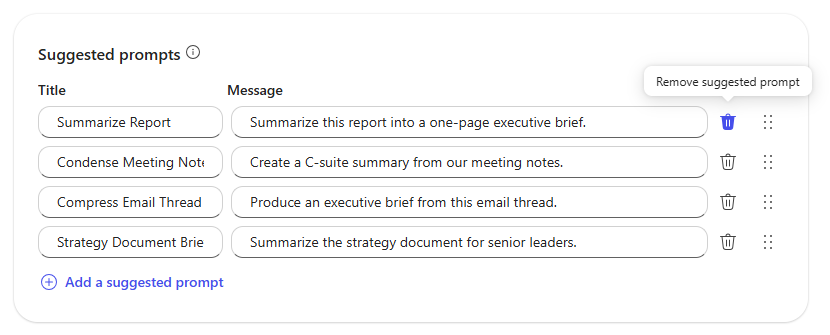 Suggested prompts
Title Message
Remove suggested prompt
Summarize Report Summarize this report into a one-page executive brief.
Condense Meeting Note Create a C-suite summary from our meeting notes.
Compress Email Thread Produce an executive brief from this email thread.
Strategy Document Brie Summarize the strategy document for senior leaders.
Add a suggested prompt